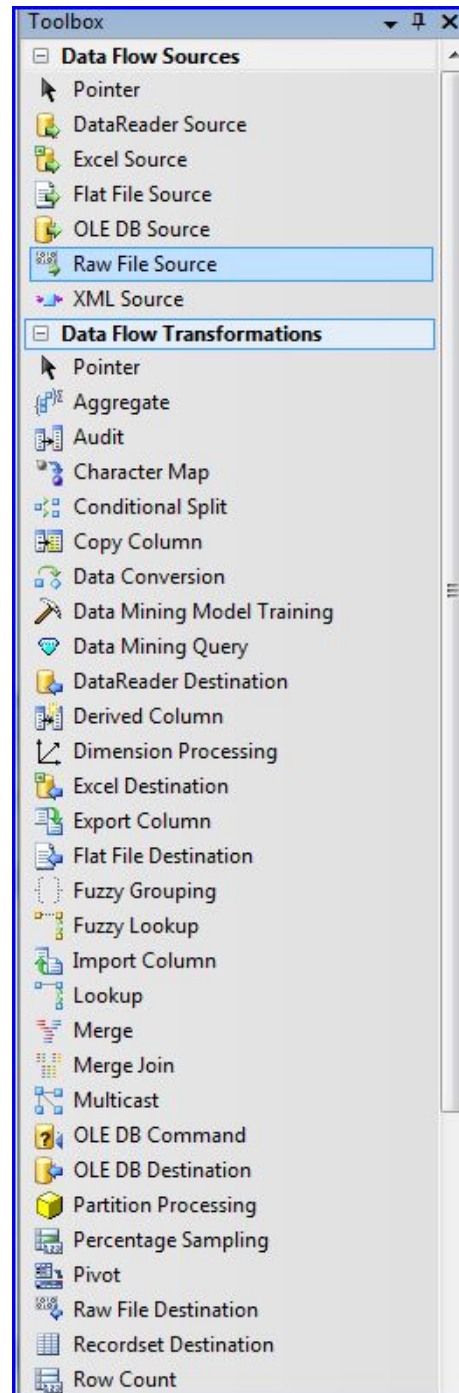 Toolbox
Data Flow Sources
Pointer
DataReader Source
Excel Source
Flat File Source
OLE DB Source
Raw File Source
XML Source
Data Flow Transformations
Pointer
Aggregate
Audit
Character Map
Conditional Split
Copy Column
Data Conversion
Data Mining Model Training
Data Mining Query
DataReader Destination
Derived Column
Dimension Processing
Excel Destination
Export Column
Flat File Destination
Fuzzy Grouping
Fuzzy Lookup
Import Column
Lookup
Merge
Merge Join
Multicast
OLE DB Command
OLE DB Destination
Partition Processing
Percentage Sampling
Pivot
Raw File Destination
Recordset Destination
Row Count